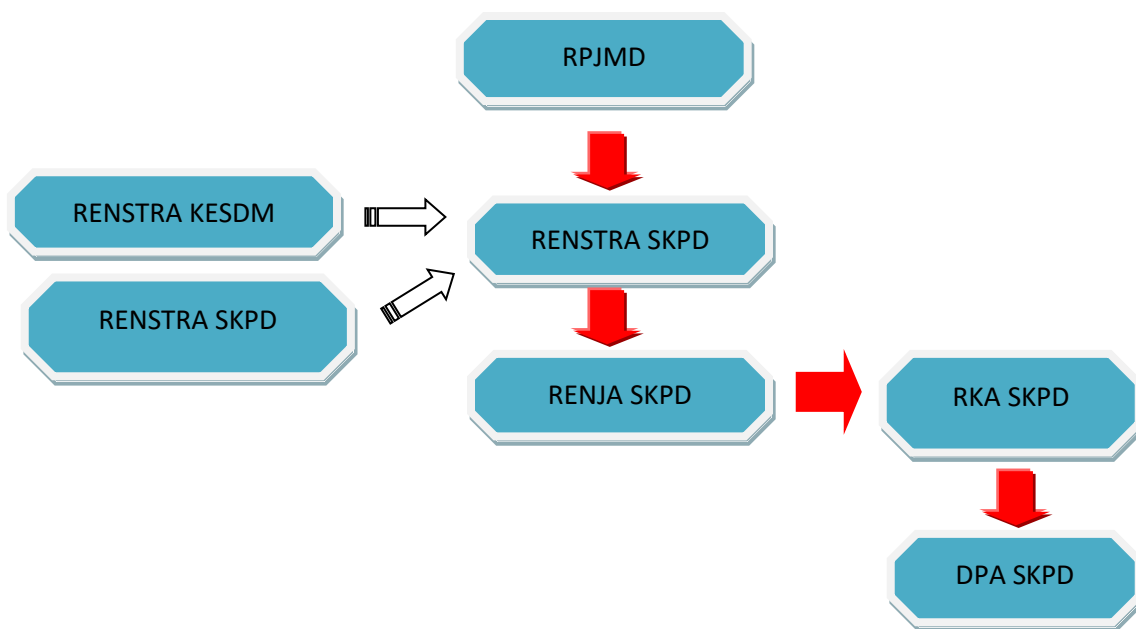 RPJMD
RENSTRA KESDM
RENSTRA SKPD
RENSTRA SKPD
RENJA SKPD
RKA SKPD
DPA SKPD